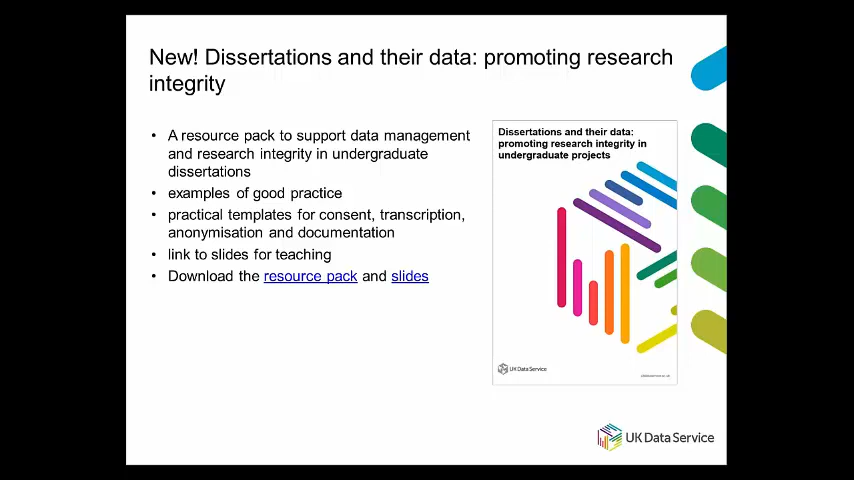 New! Dissertations and their data: promoting research
integrity
• A resource pack to support data management
and research integrity in undergraduate
dissertations
• examples of good practice
• practical templates for consent, transcription,
anonymisation and documentation
• link to slides for teaching
• Download the resource pack and slides
Dissertations and their data:
promoting research integrity in
undergraduate projects
UK Data Service
ukdataservice.ac.uk
UK Data Service